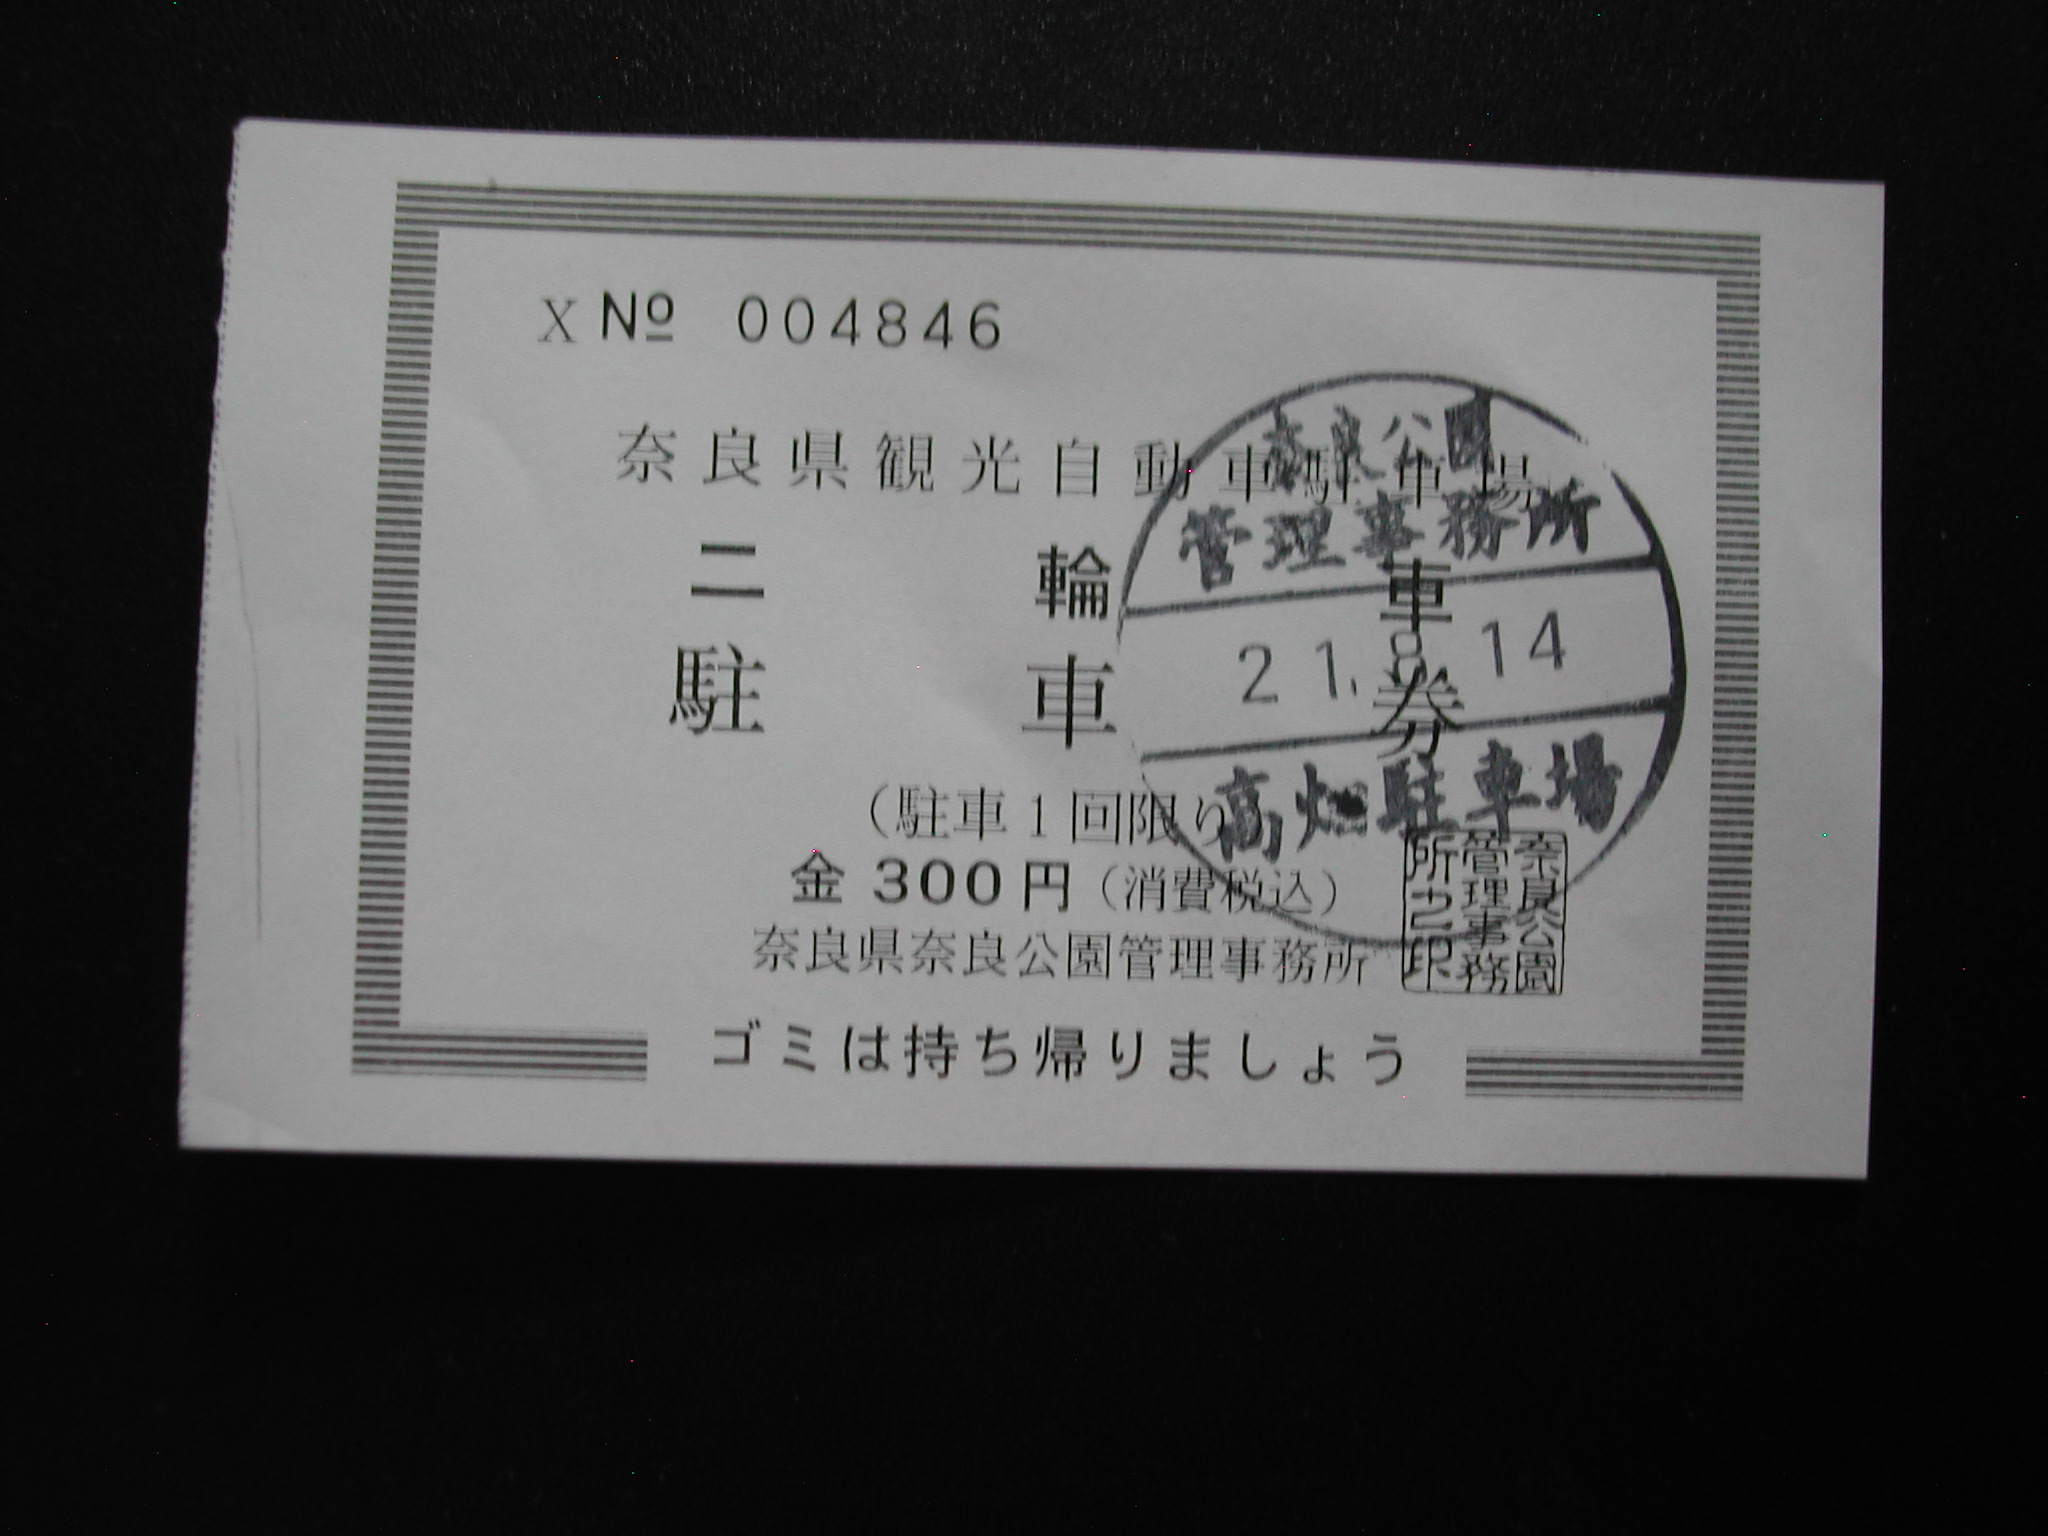 X № 004846
奈良県観光自動車駐車場
二輪車
駐車券
(駐車1回限り)
金300円(消費税込)
奈良県奈良公園管理事務所
ゴミは持ち帰りましょう
奈良公園
管理事務所
21. 14
高畑駐車場
奈良公園
管理事務
所之印